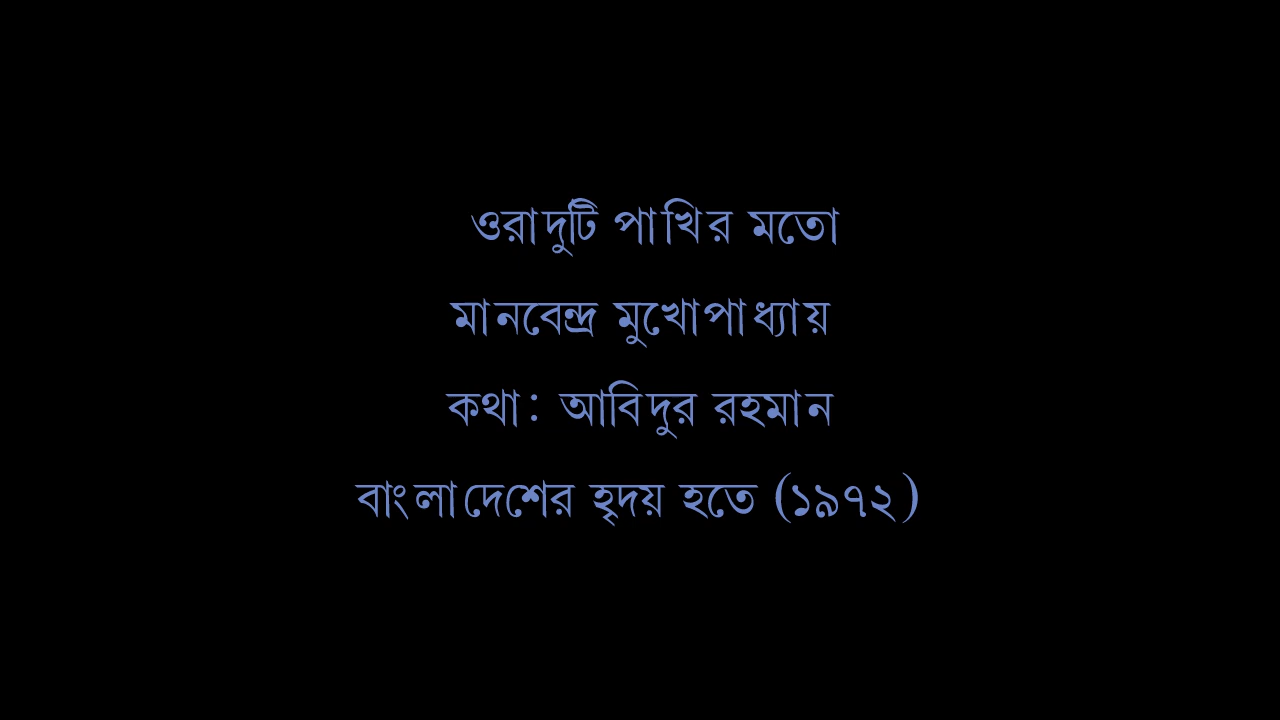 ওরাদুটি পাখির মতো
মানবেন্দ্র মুখোপাধ্যায়
কথা: আবিদুর রহমান
বাংলাদেশের হৃদয় হতে (১৯৭২)